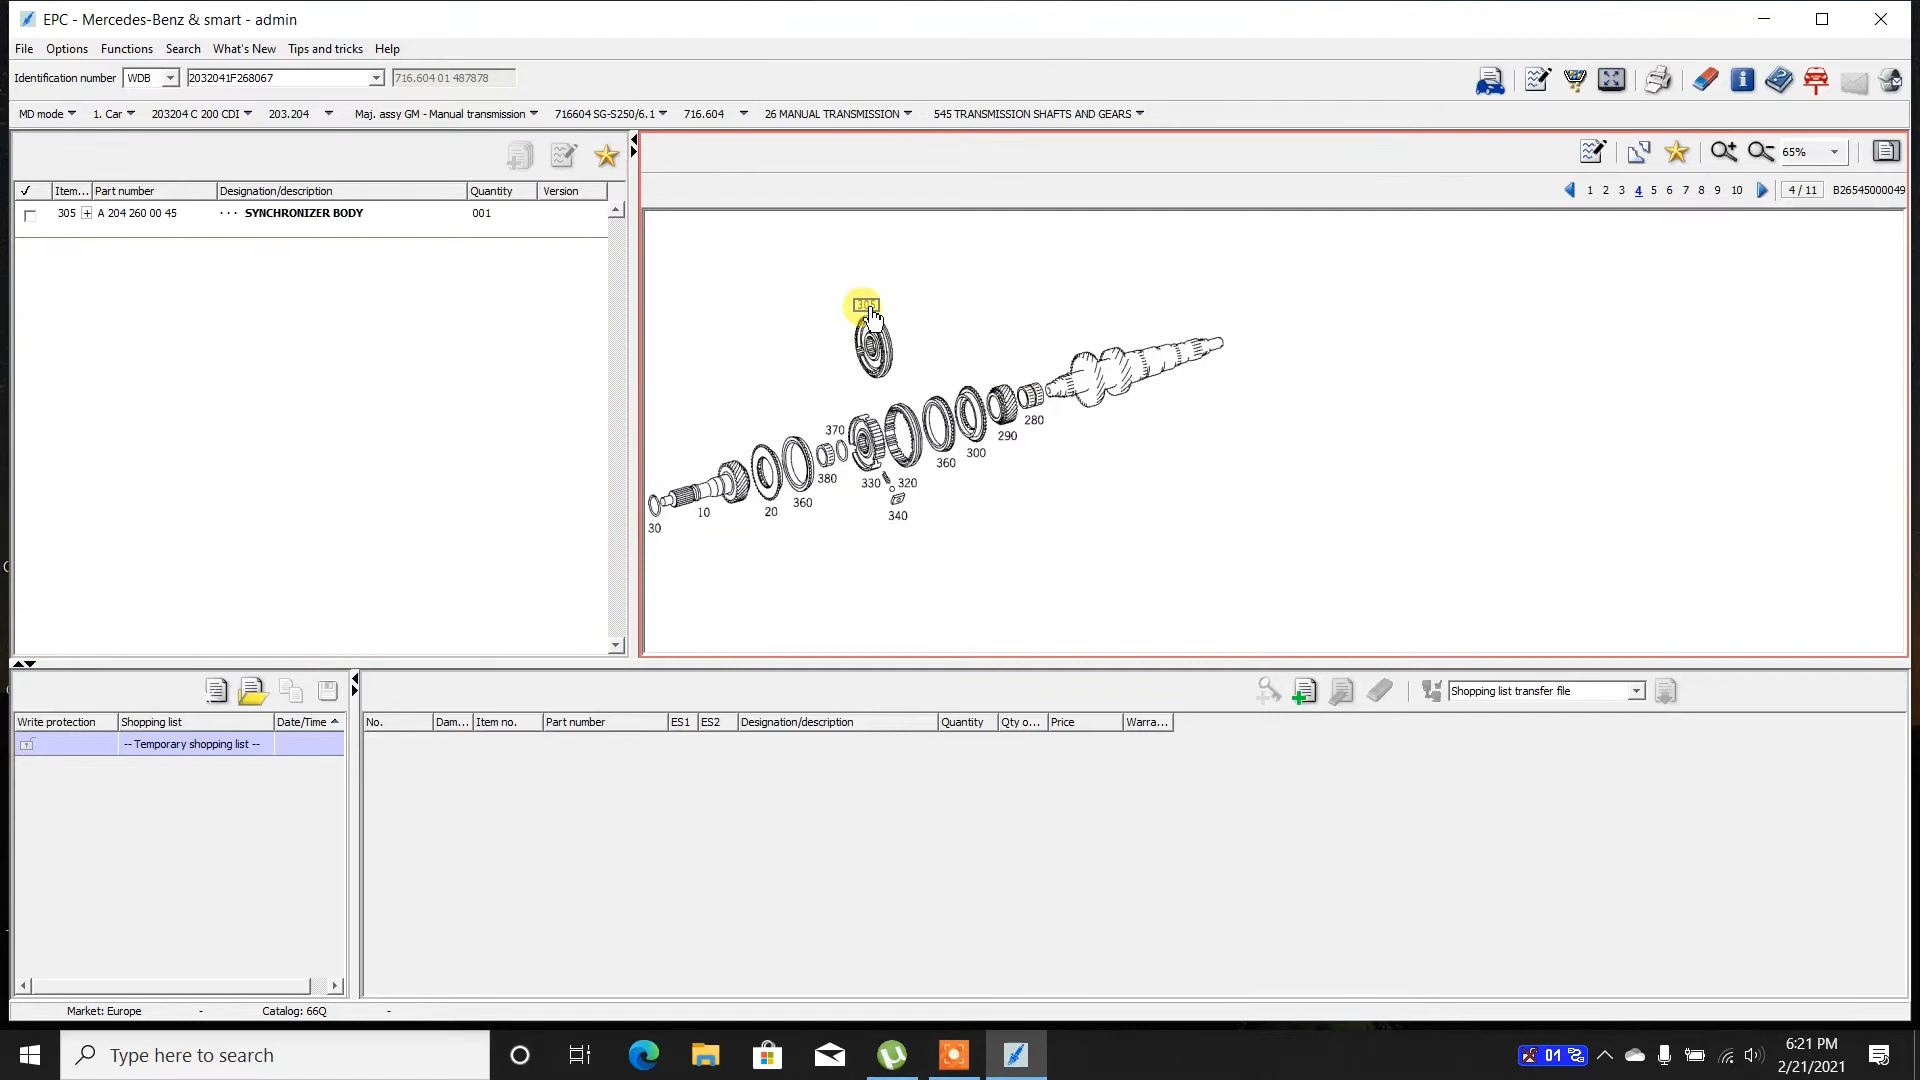 EPC - Mercedes-Benz & smart - admin
File Options Functions Search What's New Tips and tricks Help
Identification number WDB 2032041F268067 716.604 01 487878
MD mode 1. Car 203204 C 200 CDI 203.204 Maj. assy GM - Manual transmission 716604 SG-S250/6.1 716.604 26 MANUAL TRANSMISSION 545 TRANSMISSION SHAFTS AND GEARS
65%
1 2 3 4 5 6 7 8 9 10 4 / 11 B26545000049
Item... Part number Designation/description Quantity Version
305 A 204 260 00 45 ··· SYNCHRONIZER BODY 001
305
280
370 290
300
360
380 330 320
360
10 20 340
30
Shopping list transfer file
Write protection Shopping list Date/Time
-- Temporary shopping list --
No. Dam... Item no. Part number ES1 ES2 Designation/description Quantity Qty o... Price Warra...
Market: Europe - Catalog: 66Q -
Type here to search
01
6:21 PM
2/21/2021